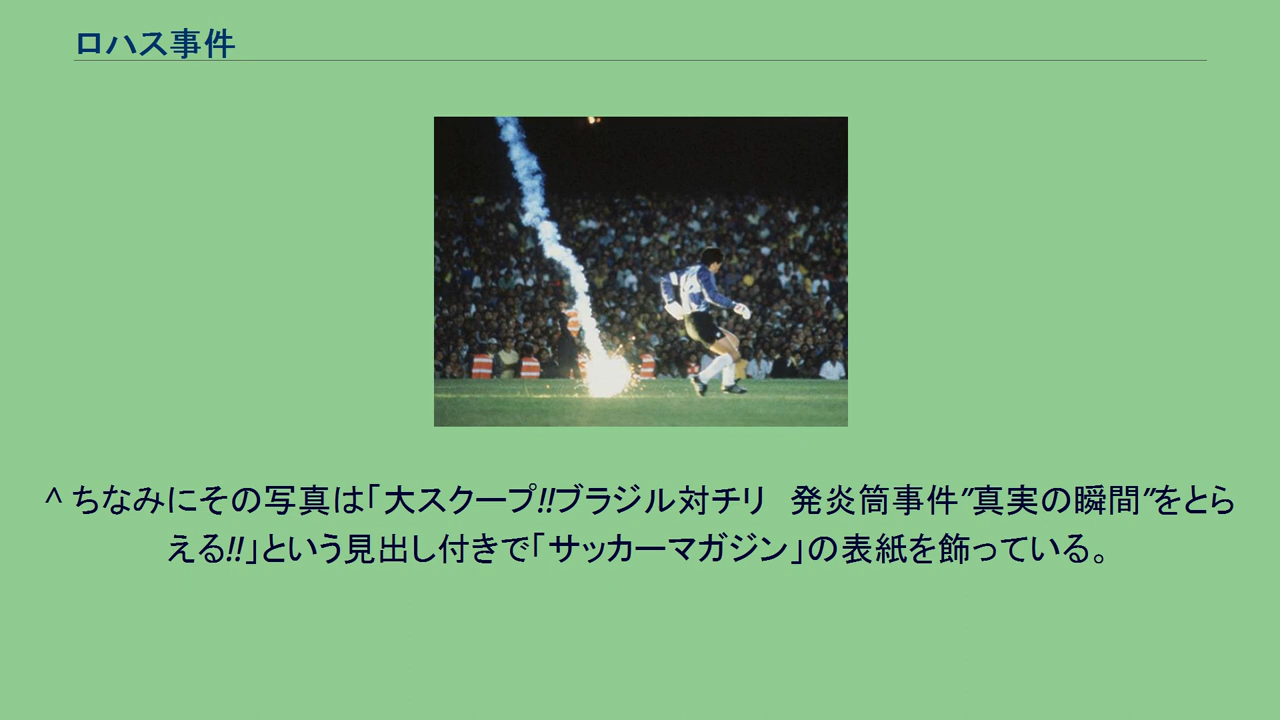 ロハス事件
^ ちなみにその写真は「大スクープ!!ブラジル対チリ　発炎筒事件″真実の瞬間″をとら
える!!」という見出し付きで「サッカーマガジン」の表紙を飾っている。